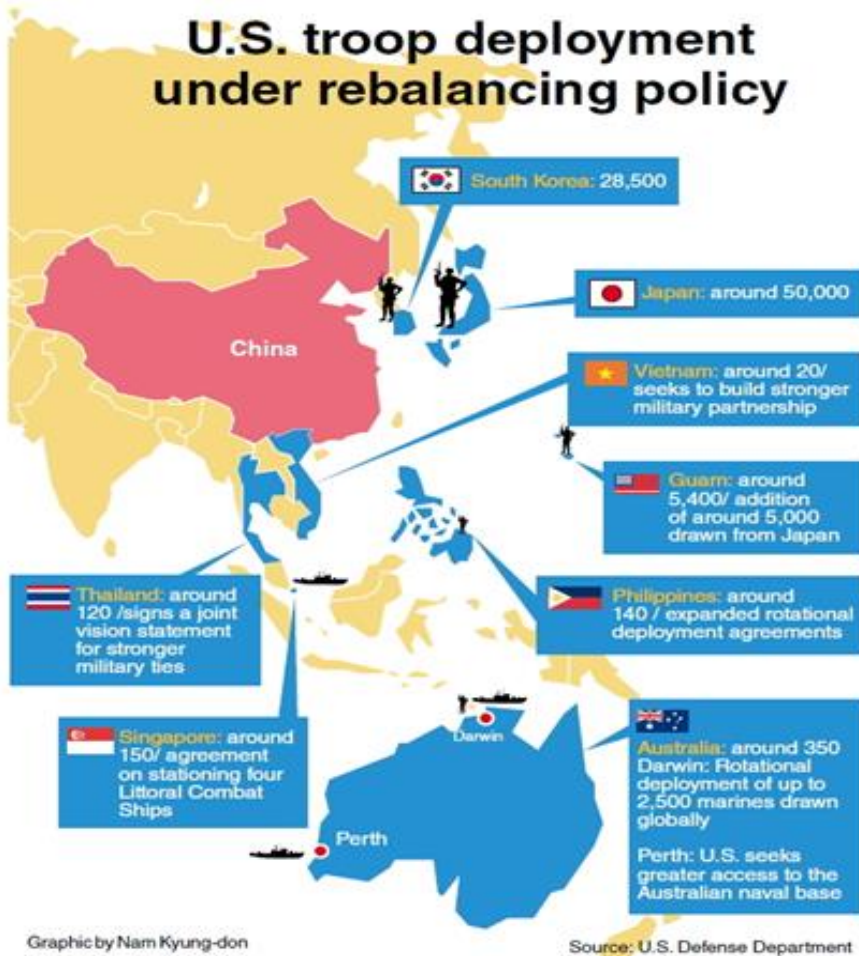 U.S. troop deployment
under rebalancing policy
South Korea: 28,500
Japan: around 50,000
China
Vietnam: around 20/
seeks to build stronger
military partnership
Guam: around
5,400/ addition
of around 5,000
drawn from Japan
Thailand: around
120 /signs a joint
vision statement
for stronger
military ties
Philippines: around
140 / expanded rotational
deployment agreements
Singapore: around
150/ agreement
on stationing four
Littoral Combat
Ships
Darwin
Perth
Australia: around 350
Darwin: Rotational
deployment of up to
2,500 marines drawn
globally
Perth: U.S. seeks
greater access to the
Australian naval base
Graphic by Nam Kyung-don
Source: U.S. Defense Department